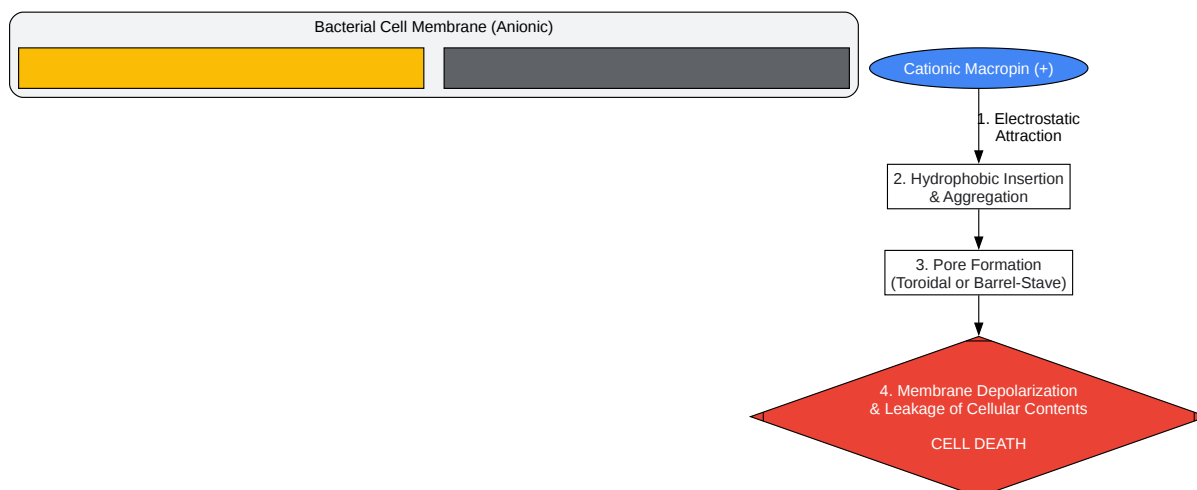 Bacterial Cell Membrane (Anionic)
Cationic Macropin (+)
1. Electrostatic
Attraction
2. Hydrophobic Insertion
& Aggregation
3. Pore Formation
(Toroidal or Barrel-Stave)
4. Membrane Depolarization
& Leakage of Cellular Contents
CELL DEATH